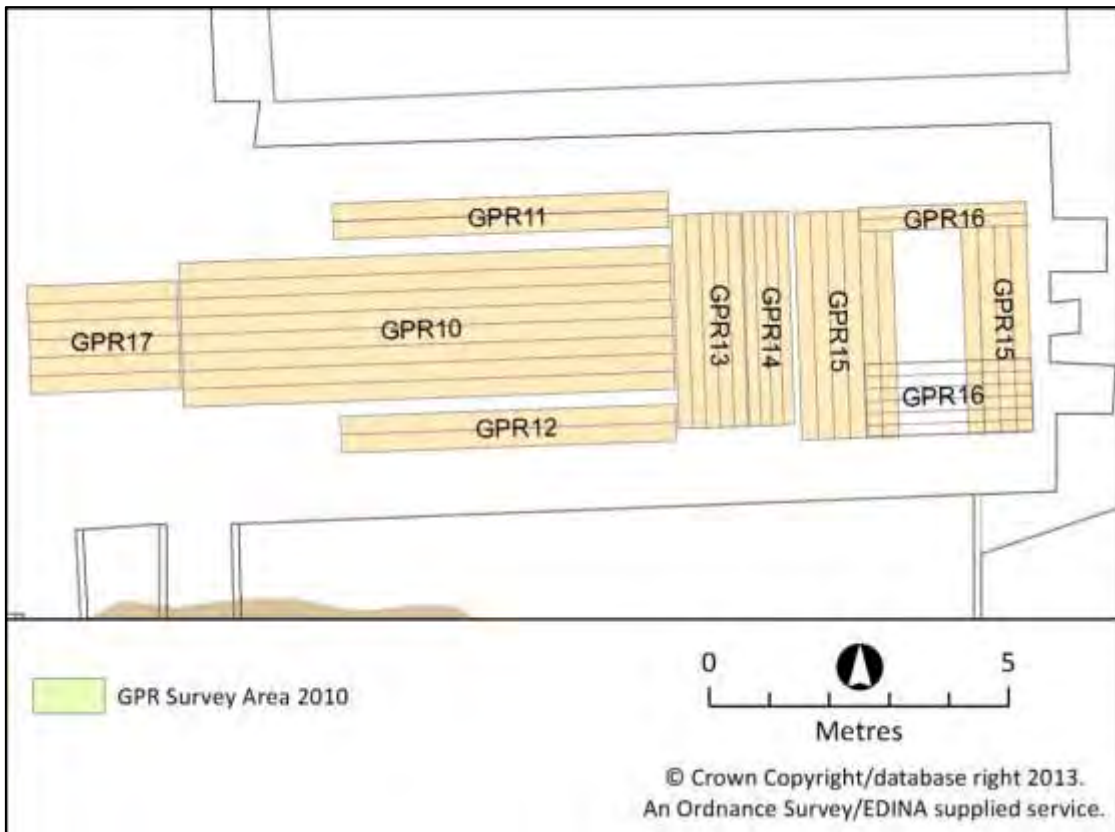 GPR11
GPR16
GPR17
GPR10
GPR13
GPR14
GPR15
GPR15
GPR16
GPR12
GPR Survey Area 2010
0 5
Metres
© Crown Copyright/database right 2013.
An Ordnance Survey/EDINA supplied service.